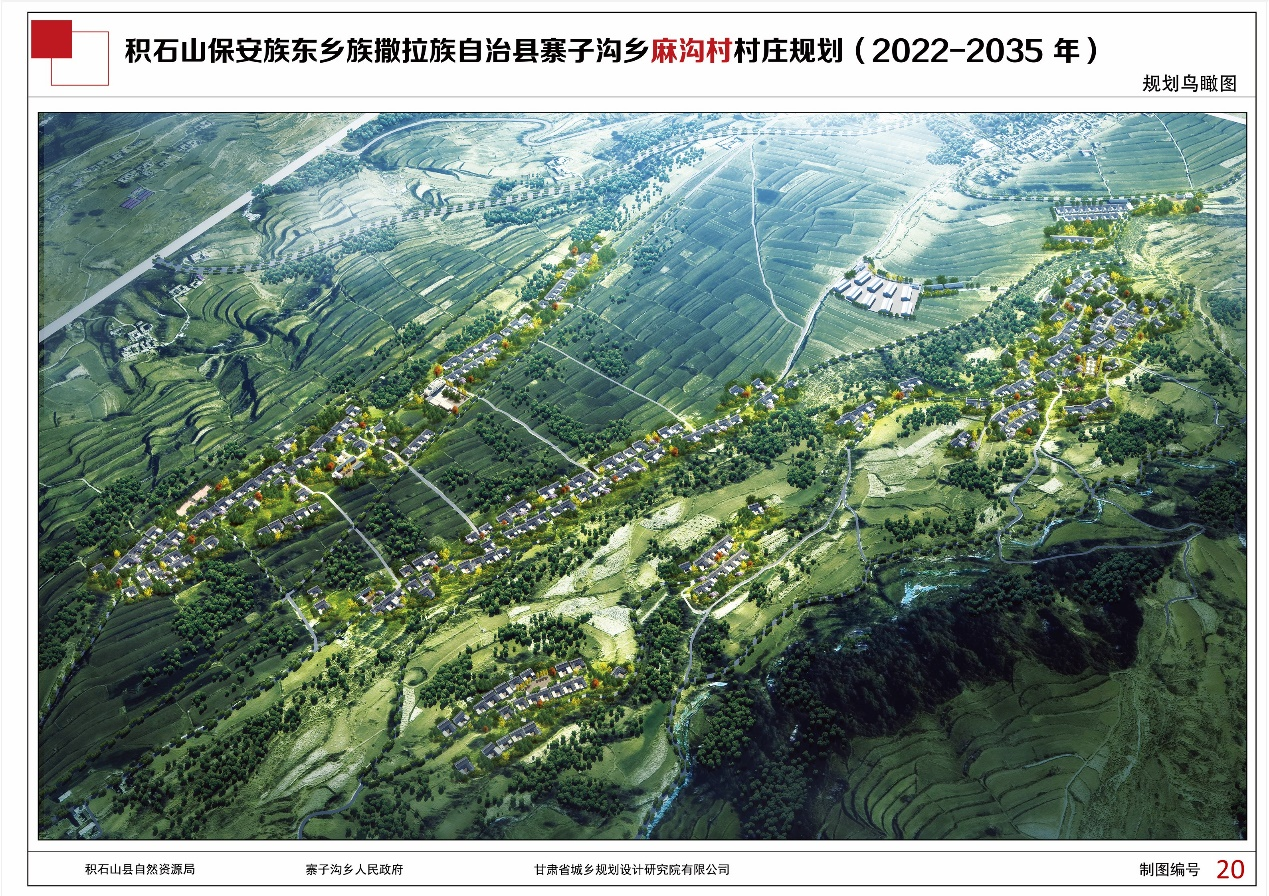 积石山保安族东乡族撒拉族自治县寨子沟乡麻沟村村庄规划（2022-2035 年）
规划鸟瞰图
积石山县自然资源局 寨子沟乡人民政府 甘肃省城乡规划设计研究院有限公司 制图编号 20